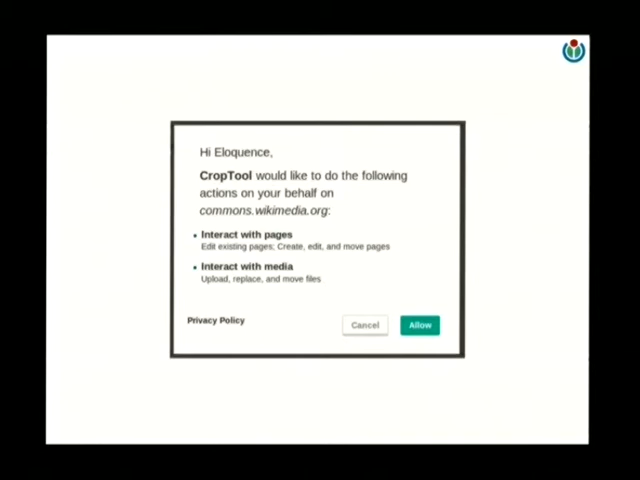 Hi Eloquence,
CropTool would like to do the following
actions on your behalf on
commons.wikimedia.org:
Interact with pages
Edit existing pages; Create, edit, and move pages
Interact with media
Upload, replace, and move files
Privacy Policy
Cancel
Allow